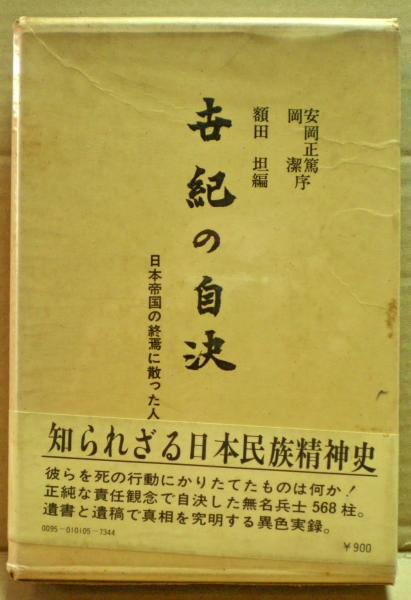 安岡正篤
岡 潔 序
額田 坦編
世紀の自決
日本帝国の終焉に散った人
知られざる日本民族精神史
彼らを死の行動にかりたてたものは何か!
正純な責任観念で自決した無名兵士568柱。
遺書と遺稿で真相を究明する異色実録。
0095-010105-7344
¥900